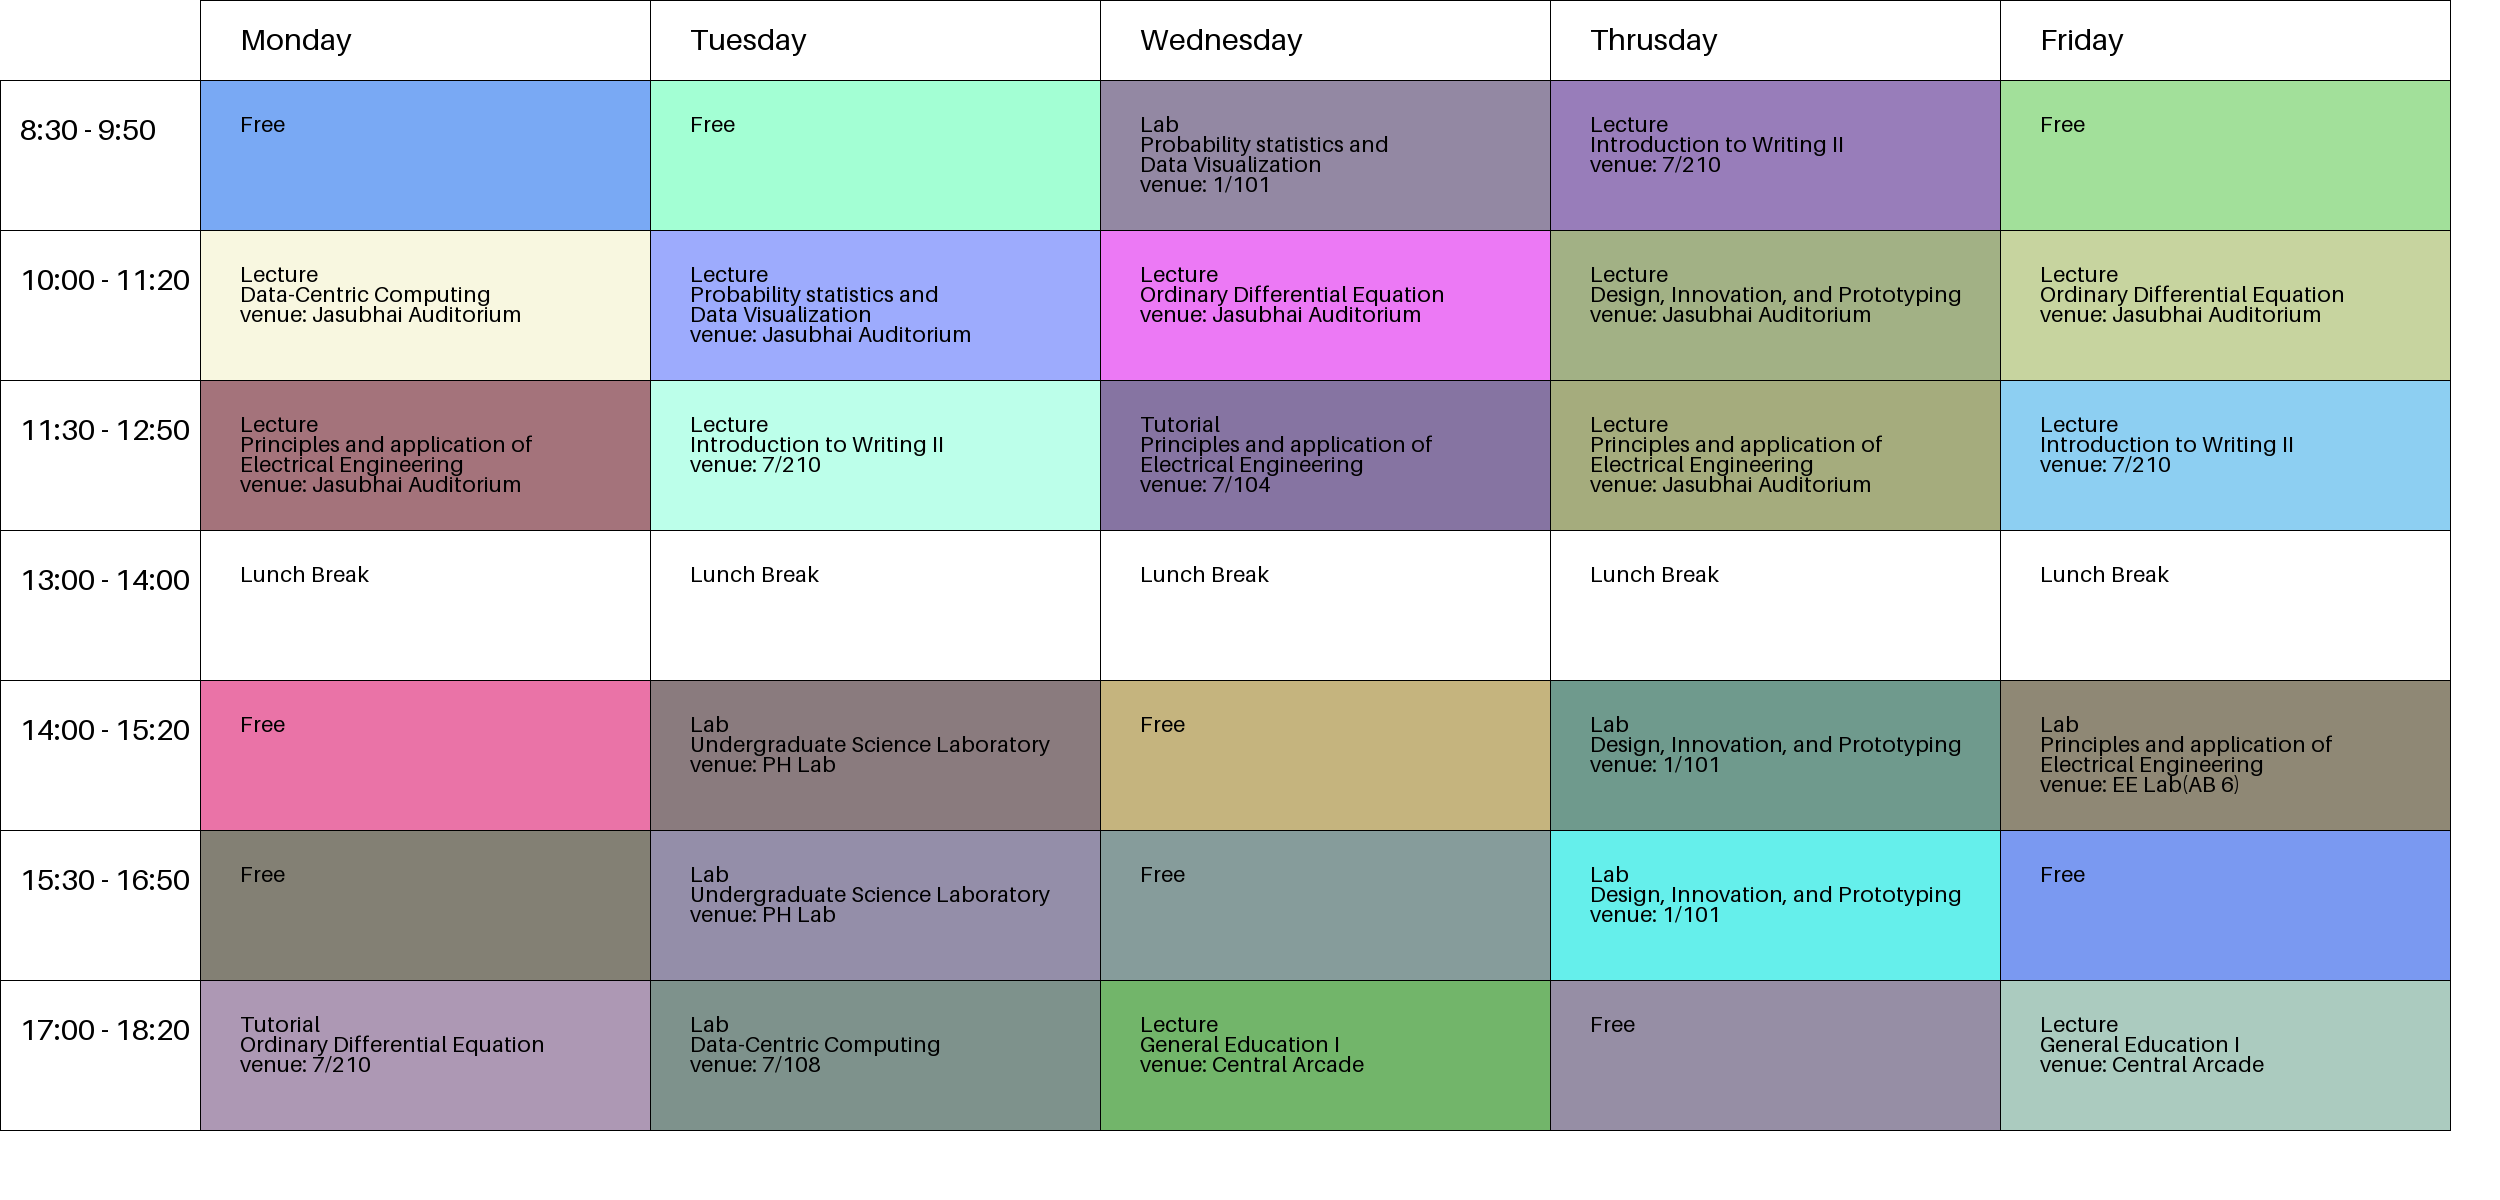 Monday
Tuesday
Wednesday
Thrusday
Friday
8:30 - 9:50
Free
Free
Lab
Probability statistics and
Data Visualization
venue: 1/101
Lecture
Introduction to Writing II
venue: 7/210
Free
10:00 - 11:20
Lecture
Data-Centric Computing
venue: Jasubhai Auditorium
Lecture
Probability statistics and
Data Visualization
venue: Jasubhai Auditorium
Lecture
Ordinary Differential Equation
venue: Jasubhai Auditorium
Lecture
Design, Innovation, and Prototyping
venue: Jasubhai Auditorium
Lecture
Ordinary Differential Equation
venue: Jasubhai Auditorium
11:30 - 12:50
Lecture
Principles and application of
Electrical Engineering
venue: Jasubhai Auditorium
Lecture
Introduction to Writing II
venue: 7/210
Tutorial
Principles and application of
Electrical Engineering
venue: 7/104
Lecture
Principles and application of
Electrical Engineering
venue: Jasubhai Auditorium
Lecture
Introduction to Writing II
venue: 7/210
13:00 - 14:00
Lunch Break
Lunch Break
Lunch Break
Lunch Break
Lunch Break
14:00 - 15:20
Free
Lab
Undergraduate Science Laboratory
venue: PH Lab
Free
Lab
Design, Innovation, and Prototyping
venue: 1/101
Lab
Principles and application of
Electrical Engineering
venue: EE Lab(AB 6)
15:30 - 16:50
Free
Lab
Undergraduate Science Laboratory
venue: PH Lab
Free
Lab
Design, Innovation, and Prototyping
venue: 1/101
Free
17:00 - 18:20
Tutorial
Ordinary Differential Equation
venue: 7/210
Lab
Data-Centric Computing
venue: 7/108
Lecture
General Education I
venue: Central Arcade
Free
Lecture
General Education I
venue: Central Arcade